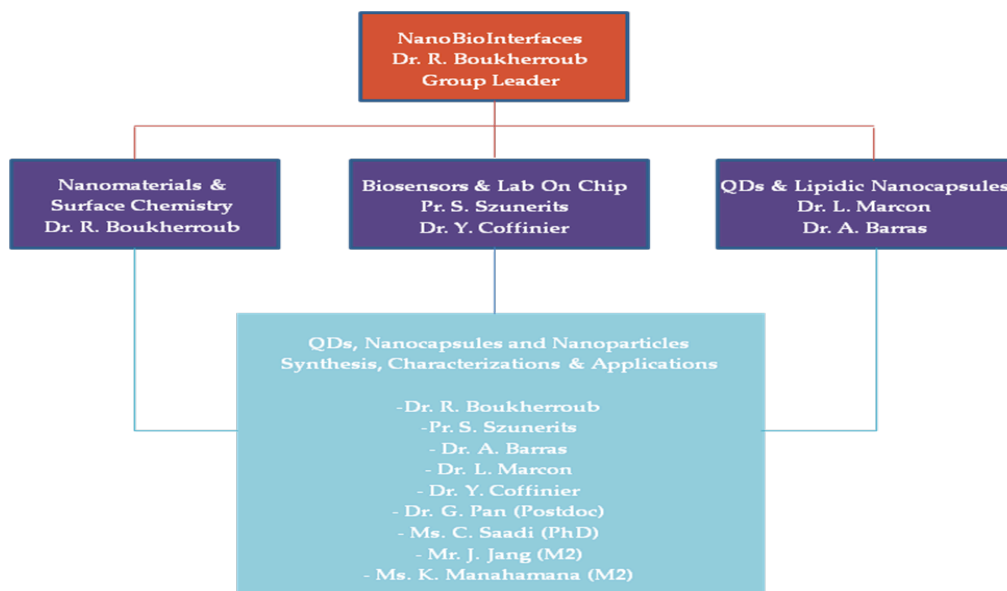 NanoBioInterfaces
Dr. R. Boukherroub
Group Leader
Nanomaterials &
Surface Chemistry
Dr. R. Boukherroub
Biosensors & Lab On Chip
Pr. S. Szunerits
Dr. Y. Coffinier
QDs & Lipidic Nanocapsules
Dr. L. Marcon
Dr. A. Barras
QDs, Nanocapsules and Nanoparticles
Synthesis, Characterizations & Applications
-Dr. R. Boukherroub
-Pr. S. Szunerits
- Dr. A. Barras
- Dr. L. Marcon
- Dr. Y. Coffinier
- Dr. G. Pan (Postdoc)
- Ms. C. Saadi (PhD)
- Mr. J. Jang (M2)
- Ms. K. Manahamana (M2)